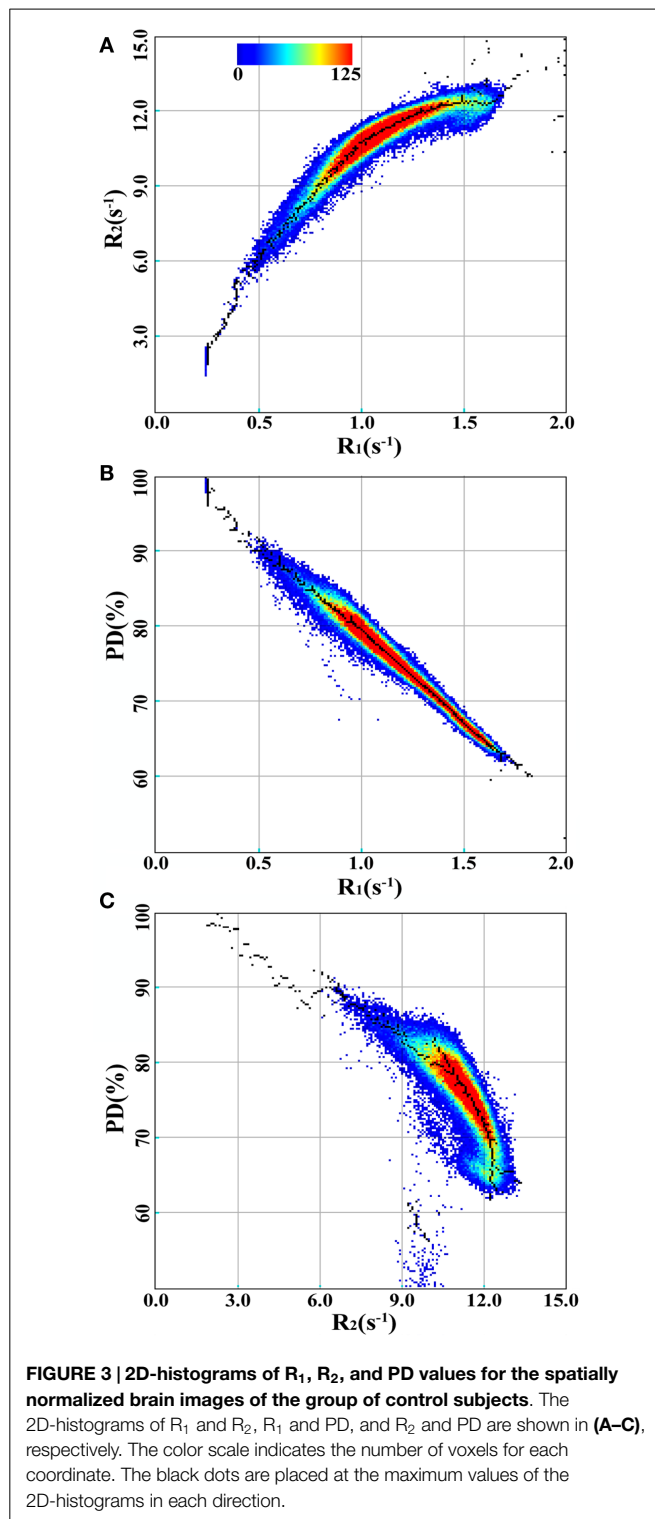 A
15.0
12.0
9.0
6.0
3.0
R2(s-1)
0
125
0.0 0.5 1.0 1.5 2.0
R1(s-1)
B
100
90
80
70
60
PD(%)
0.0 0.5 1.0 1.5 2.0
R1(s-1)
C
100
90
80
70
60
PD(%)
0.0 3.0 6.0 9.0 12.0 15.0
R2(s-1)
FIGURE 3 | 2D-histograms of R1, R2, and PD values for the spatially
normalized brain images of the group of control subjects. The
2D-histograms of R1 and R2, R1 and PD, and R2 and PD are shown in (A–C),
respectively. The color scale indicates the number of voxels for each
coordinate. The black dots are placed at the maximum values of the
2D-histograms in each direction.